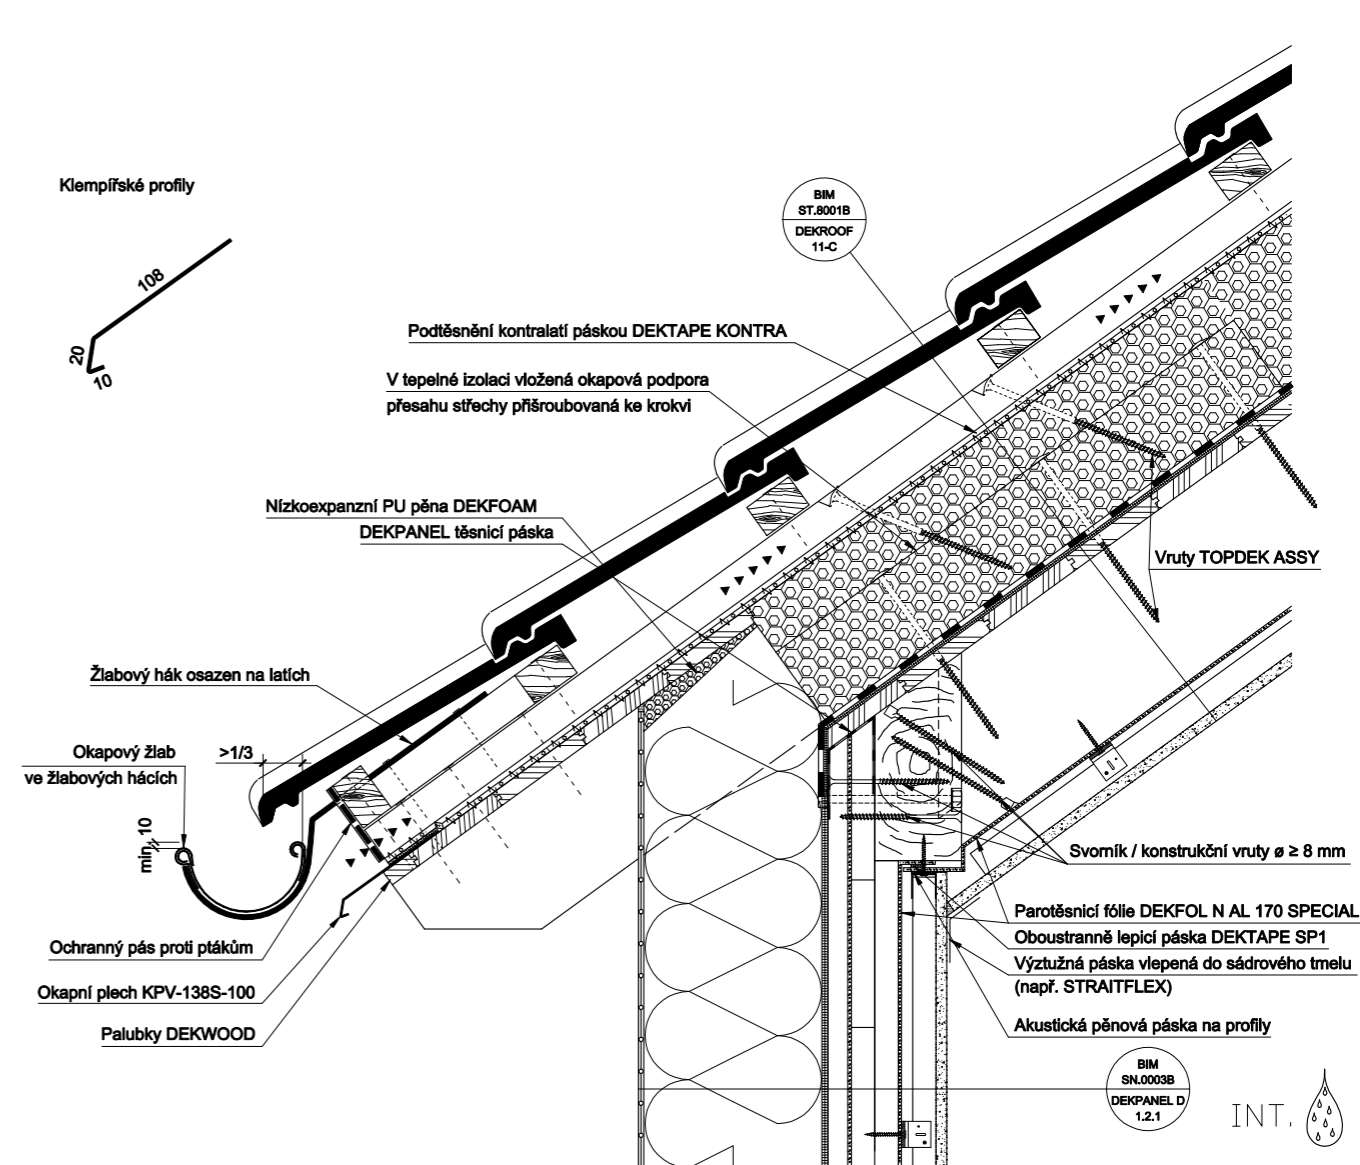 Klempířské profily
108
20
10
BIM
ST.8001B
DEKROOF
11-C
Podtěsnění kontralatí páskou DEKTAPE KONTRA
V tepelné izolaci vložená okapová podpora
přesahu střechy přišroubovaná ke krokvi
Nízkoexpanzní PU pěna DEKFOAM
DEKPANEL těsnicí páska
Vruty TOPDEK ASSY
Žlabový hák osazen na latích
Okapový žlab
ve žlabových hácích
>1/3
min 10
Svorník / konstrukční vruty ø ≥ 8 mm
Parotěsnicí fólie DEKFOL N AL 170 SPECIAL
Oboustranně lepicí páska DEKTAPE SP1
Výztužná páska vlepená do sádrového tmelu
(např. STRAITFLEX)
Akustická pěnová páska na profily
Ochranný pás proti ptákům
Okapní plech KPV-138S-100
Palubky DEKWOOD
BIM
SN.0003B
DEKPANEL D
1.2.1
INT.